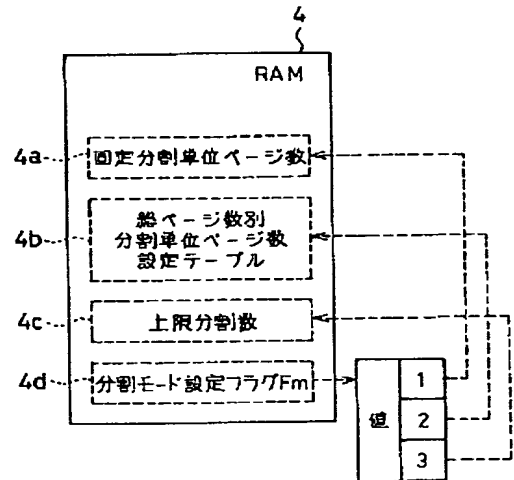 4
RAM
4a 固定分割単位ページ数
4b 総ページ数別
分割単位ページ数
設定テーブル
4c 上限分割数
4d 分割モード設定フラグFm
値
1
2
3